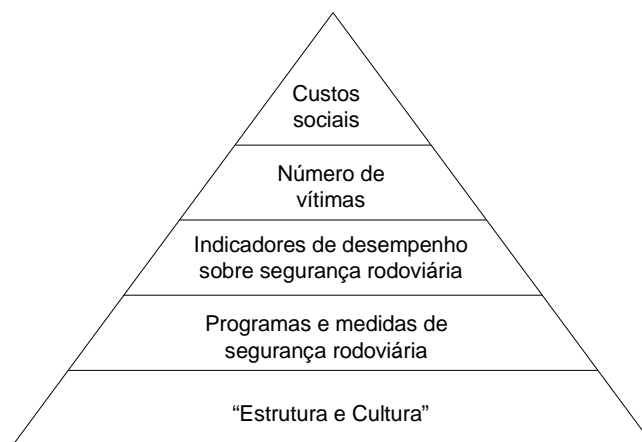 Custos
sociais
Número de
vítimas
Indicadores de desempenho
sobre segurança rodoviária
Programas e medidas de
segurança rodoviária
“Estrutura e Cultura”